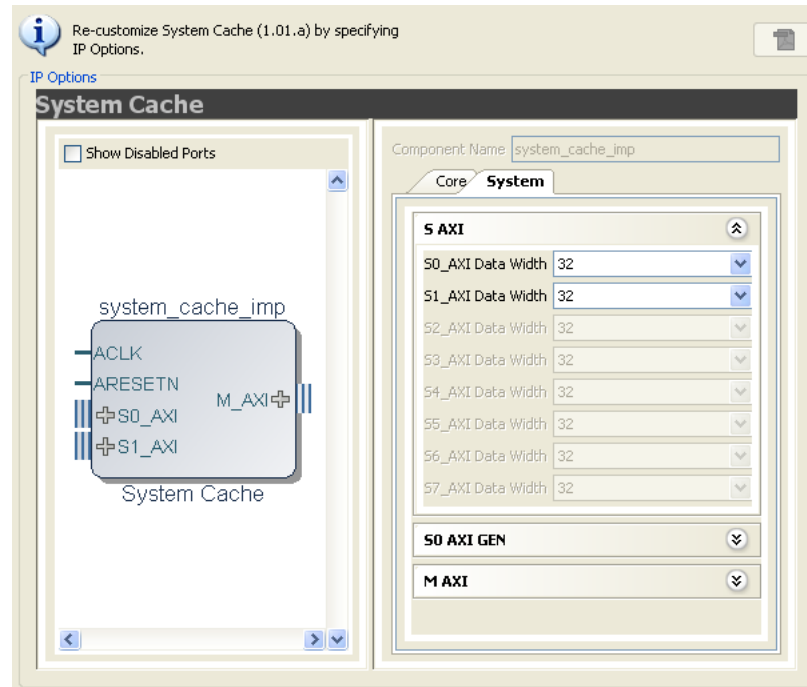 Re-customize System Cache (1.01.a) by specifying
IP Options.
IP Options
System Cache
Show Disabled Ports
system_cache_imp
ACLK
ARESETN
M_AXI
S0_AXI
S1_AXI
System Cache
Component Name system_cache_imp
Core System
S AXI
S0_AXI Data Width 32
S1_AXI Data Width 32
S2_AXI Data Width 32
S3_AXI Data Width 32
S4_AXI Data Width 32
S5_AXI Data Width 32
S6_AXI Data Width 32
S7_AXI Data Width 32
S0 AXI GEN
M AXI